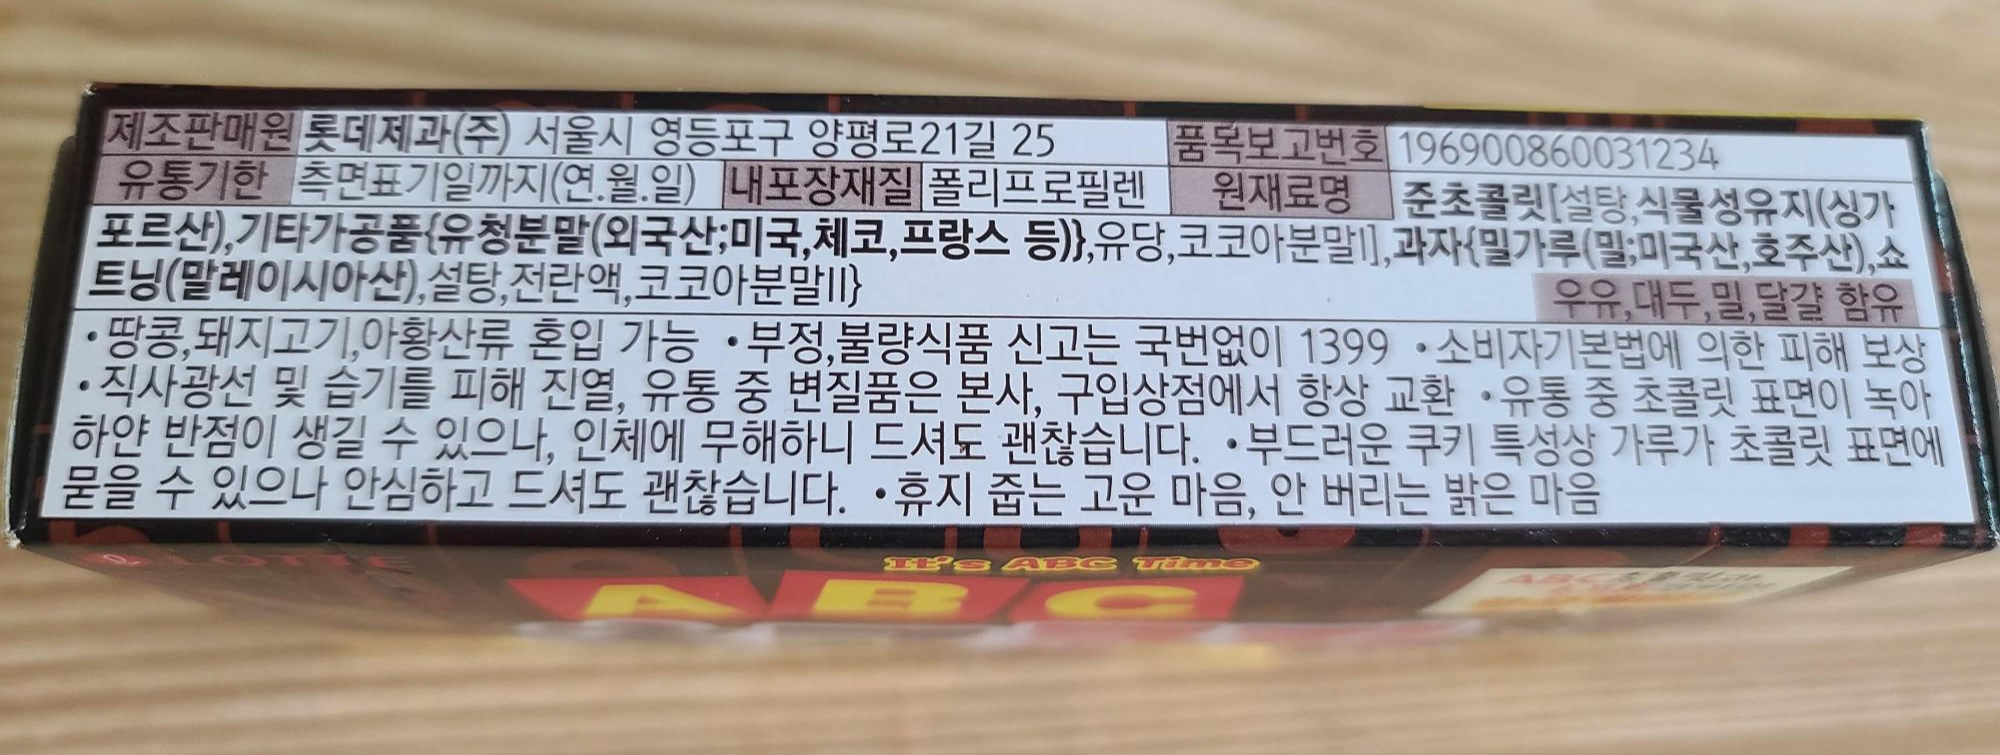 제조판매원 롯데제과(주) 서울시 영등포구 양평로21길 25 품목보고번호 196900860031234
유통기한 측면표기일까지(연.월.일) 내포장재질 폴리프로필렌 원재료명 준초콜릿[설탕,식물성유지(싱가
포르산),기타가공품{유청분말(외국산;미국,체코,프랑스 등)},유당,코코아분말I],과자{밀가루(밀;미국산,호주산),쇼
트닝(말레이시아산),설탕,전란액,코코아분말II}
우유,대두,밀,달걀 함유
•땅콩,돼지고기,아황산류 혼입 가능 •부정,불량식품 신고는 국번없이 1399 •소비자기본법에 의한 피해 보상
•직사광선 및 습기를 피해 진열, 유통 중 변질품은 본사, 구입상점에서 항상 교환 •유통 중 초콜릿 표면이 녹아
하얀 반점이 생길 수 있으나, 인체에 무해하니 드셔도 괜찮습니다. •부드러운 쿠키 특성상 가루가 초콜릿 표면에
묻을 수 있으나 안심하고 드셔도 괜찮습니다. •휴지 줍는 고운 마음, 안 버리는 밝은 마음
LOTTE
It's ABC Time
ABC